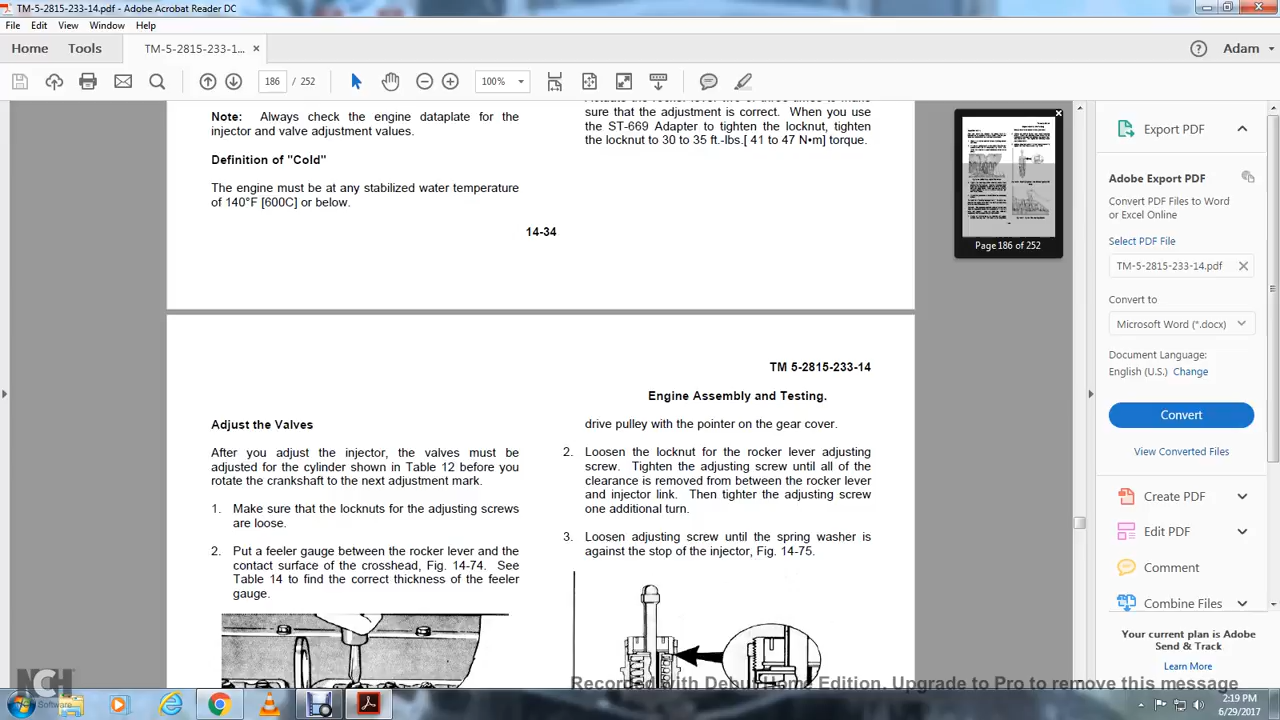 TM-5-2815-233-14.pdf - Adobe Acrobat Reader DC
File Edit View Window Help
Home Tools TM-5-2815-233-1... ×
Adam
186 / 252
100%
Note: Always check the engine dataplate for the
injector and valve adjustment values.
Definition of "Cold"
The engine must be at any stabilized water temperature
of 140°F [600C] or below.
sure that the adjustment is correct. When you use
the ST-669 Adapter to tighten the locknut, tighten
the locknut to 30 to 35 ft.-lbs.[ 41 to 47 N•m] torque.
14-34
TM 5-2815-233-14
Engine Assembly and Testing.
Adjust the Valves
After you adjust the injector, the valves must be
adjusted for the cylinder shown in Table 12 before you
rotate the crankshaft to the next adjustment mark.
1. Make sure that the locknuts for the adjusting screws
are loose.
2. Put a feeler gauge between the rocker lever and the
contact surface of the crosshead, Fig. 14-74. See
Table 14 to find the correct thickness of the feeler
gauge.
drive pulley with the pointer on the gear cover.
2. Loosen the locknut for the rocker lever adjusting
screw. Tighten the adjusting screw until all of the
clearance is removed from between the rocker lever
and injector link. Then tighter the adjusting screw
one additional turn.
3. Loosen adjusting screw until the spring washer is
against the stop of the injector, Fig. 14-75.
Page 186 of 252
Export PDF
Adobe Export PDF
Convert PDF Files to Word
or Excel Online
Select PDF File
TM-5-2815-233-14.pdf
Convert to
Microsoft Word (*.docx)
Document Language:
English (U.S.) Change
Convert
View Converted Files
Create PDF
Edit PDF
Comment
Combine Files
Your current plan is Adobe
Send & Track
Learn More
NCH Software
Recorded with Debut Home Edition. Upgrade to Pro to remove this message
2:19 PM
6/29/2017